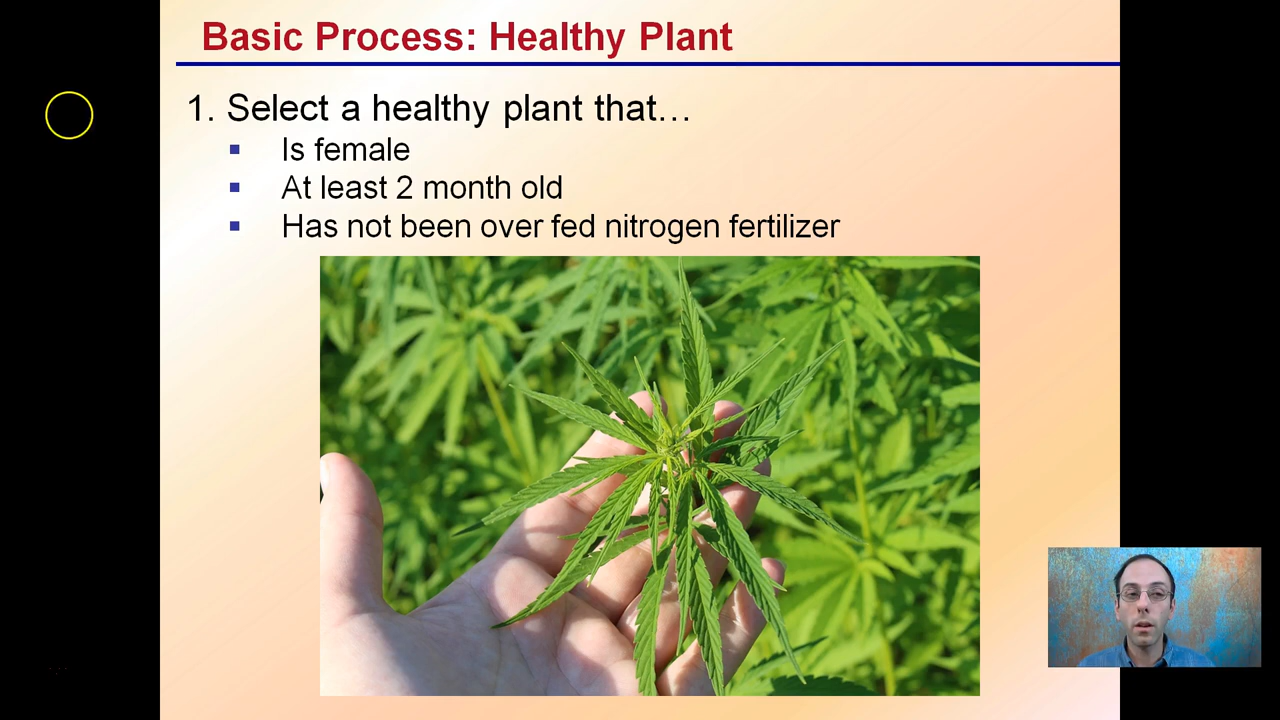 Basic Process: Healthy Plant
1. Select a healthy plant that…
Is female
At least 2 month old
Has not been over fed nitrogen fertilizer